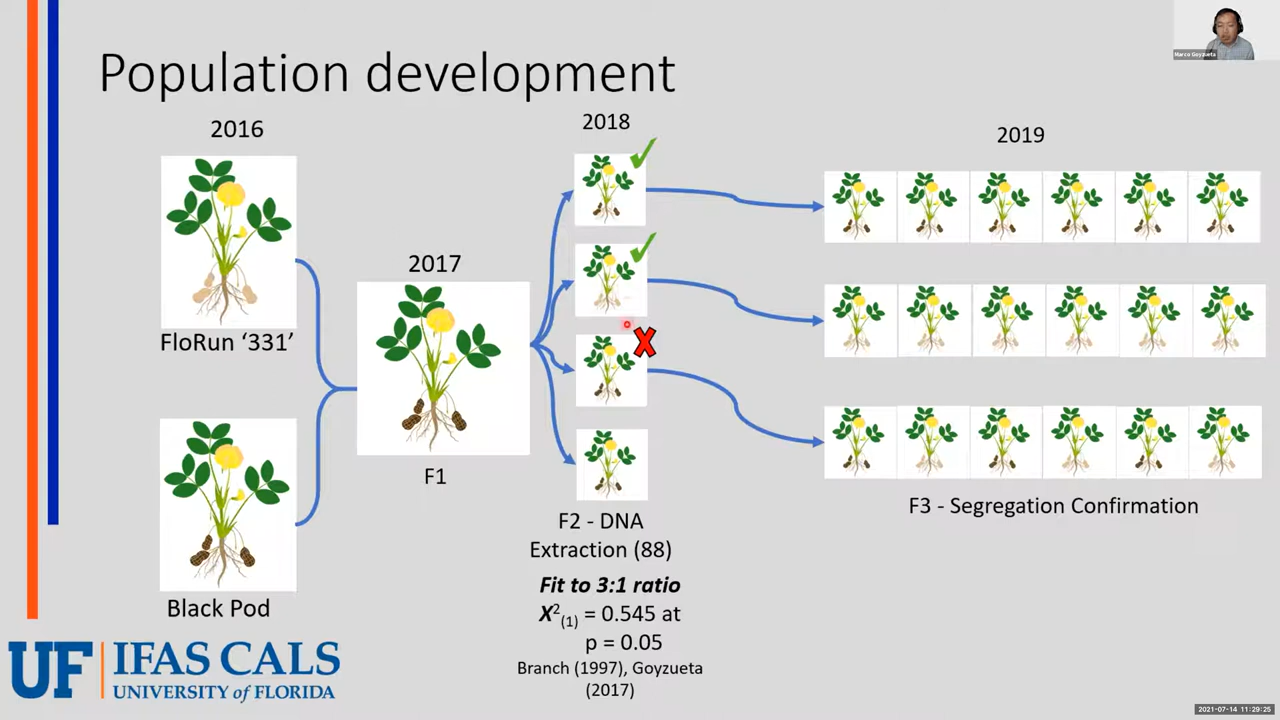 Marco Goyzueta
Population development
2016
FloRun ‘331’
Black Pod
2017
F1
2018
F2 - DNA
Extraction (88)
Fit to 3:1 ratio
X²₍₁₎ = 0.545 at
p = 0.05
Branch (1997), Goyzueta
(2017)
2019
F3 - Segregation Confirmation
UF IFAS CALS
UNIVERSITY of FLORIDA
2021-07-14 11:29:25